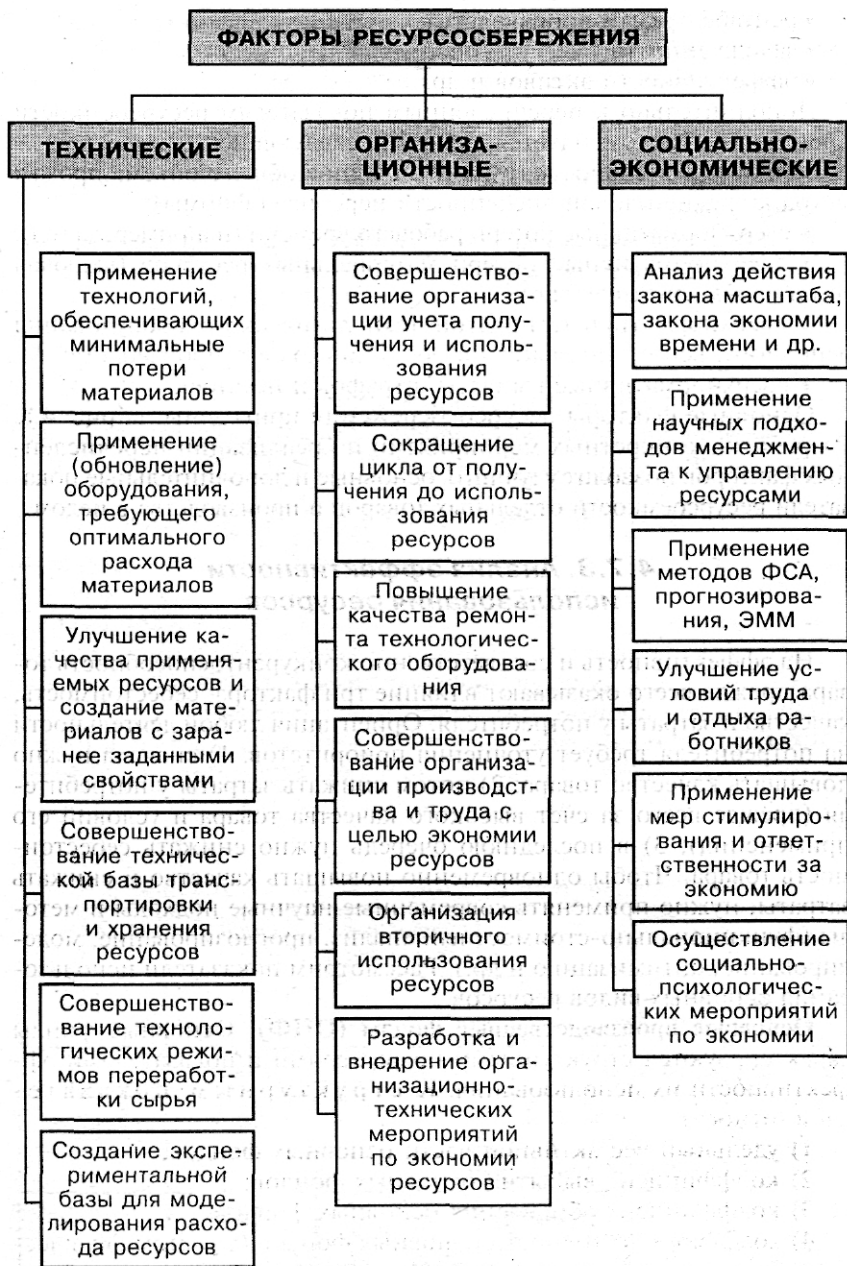 ФАКТОРЫ РЕСУРСОСБЕРЕЖЕНИЯ
ТЕХНИЧЕСКИЕ
Применение
технологий,
обеспечивающих
минимальные
потери
материалов
Применение
(обновление)
оборудования,
требующего
оптимального
расхода
материалов
Улучшение ка-
чества применя-
емых ресурсов и
создание мате-
риалов с зара-
нее заданными
свойствами
Совершенство-
вание техничес-
кой базы транс-
портировки
и хранения
ресурсов
Совершенство-
вание техноло-
гических режи-
мов переработ-
ки сырья
Создание экспе-
риментальной
базы для моде-
лирования расхо-
да ресурсов
ОРГАНИЗА-
ЦИОННЫЕ
Совершенство-
вание организа-
ции учета полу-
чения и исполь-
зования
ресурсов
Сокращение
цикла от полу-
чения до исполь-
зования
ресурсов
Повышение
качества ремон-
та технологичес-
кого оборудова
ния
Совершенство-
вание организа-
ции производст-
ва и труда с
целью экономии
ресурсов
Организация
вторичного
использования
ресурсов
Разработка и
внедрение орга-
низационно-
технических
мероприятий
по экономии
ресурсов
СОЦИАЛЬНО-
ЭКОНОМИЧЕСКИЕ
Анализ действия
закона масштаба,
закона экономии
времени и др.
Применение
научных подхо-
дов менеджмен-
та к управлению
ресурсами
Применение
методов ФСА,
прогнозирова-
ния, ЭММ
Улучшение ус-
ловий труда
и отдыха ра-
ботников
Применение
мер стимулиро-
вания и ответ-
ственности за
экономию
Осуществление
социально-
психологичес-
ких мероприятий
по экономии